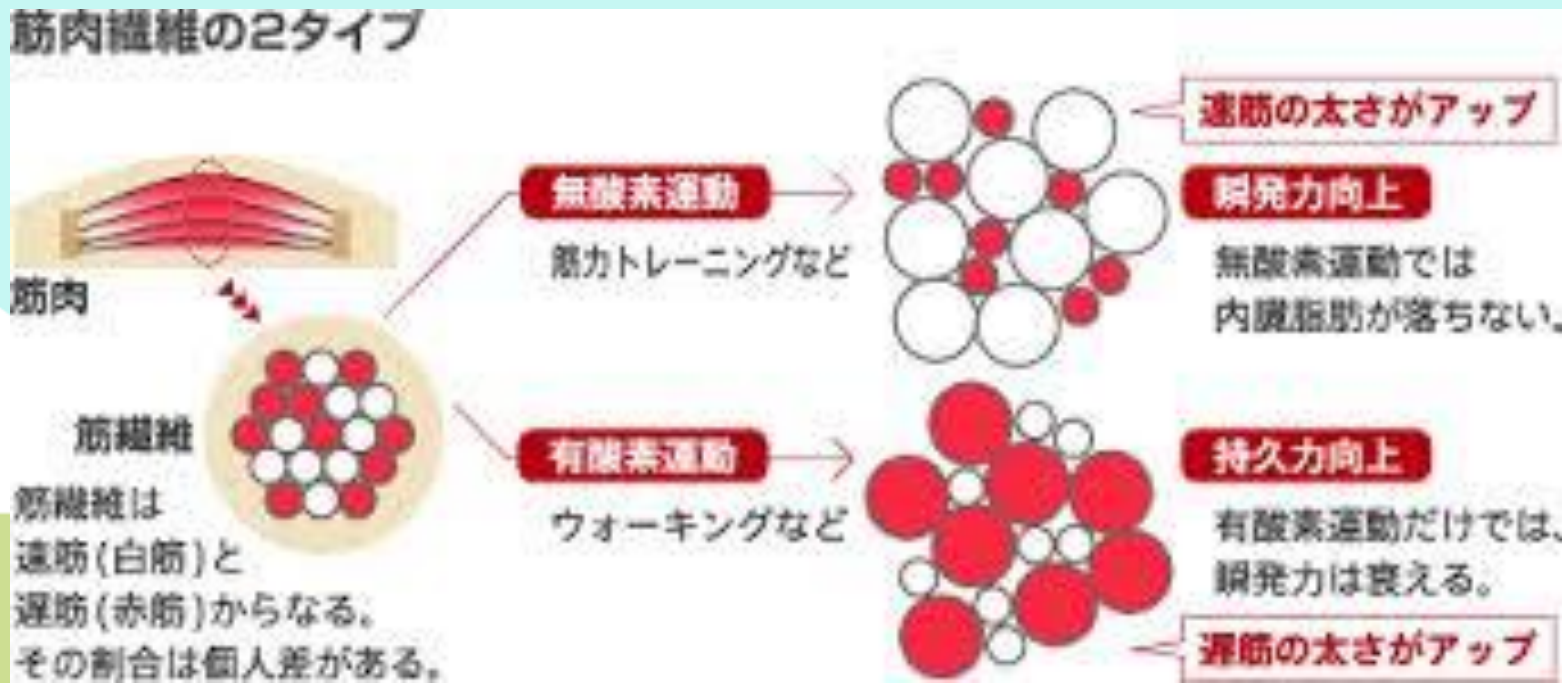 筋肉繊維の2タイプ
筋肉
筋繊維
筋繊維は
速筋(白筋)と
遅筋(赤筋)からなる。
その割合は個人差がある。
無酸素運動
筋力トレーニングなど
速筋の太さがアップ
瞬発力向上
無酸素運動では
内臓脂肪が落ちない。
有酸素運動
ウォーキングなど
持久力向上
有酸素運動だけでは、
瞬発力は衰える。
遅筋の太さがアップ